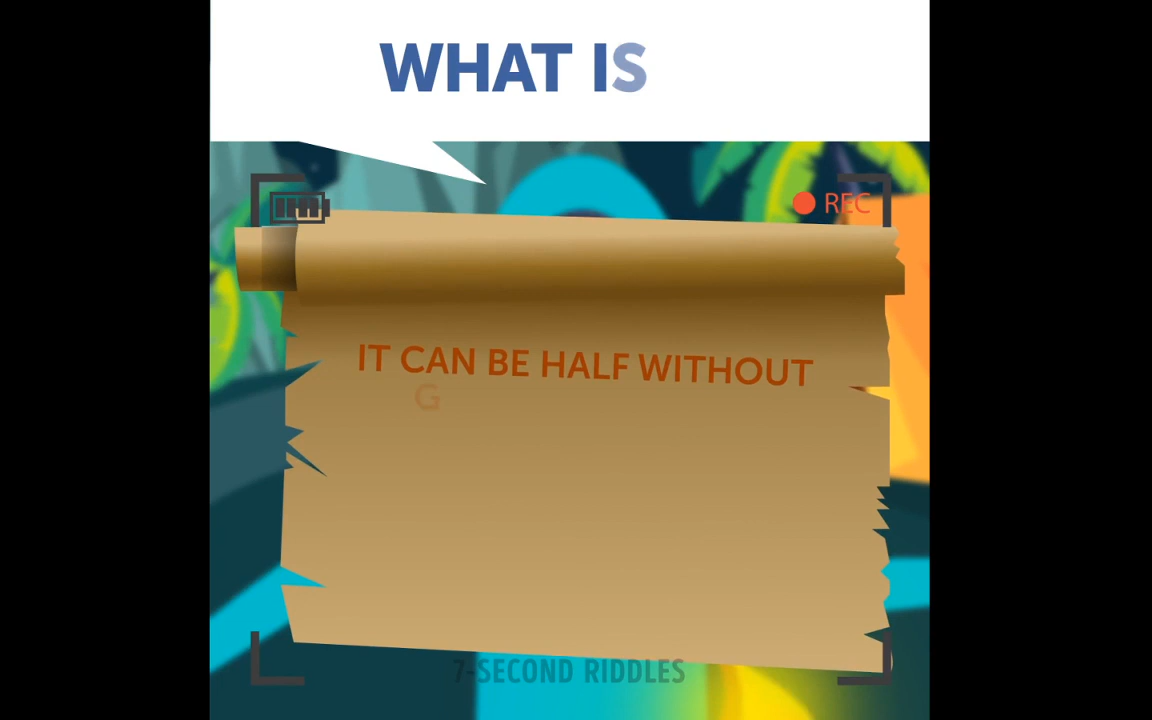 WHAT IS
REC
IT CAN BE HALF WITHOUT
G
7-SECOND RIDDLES